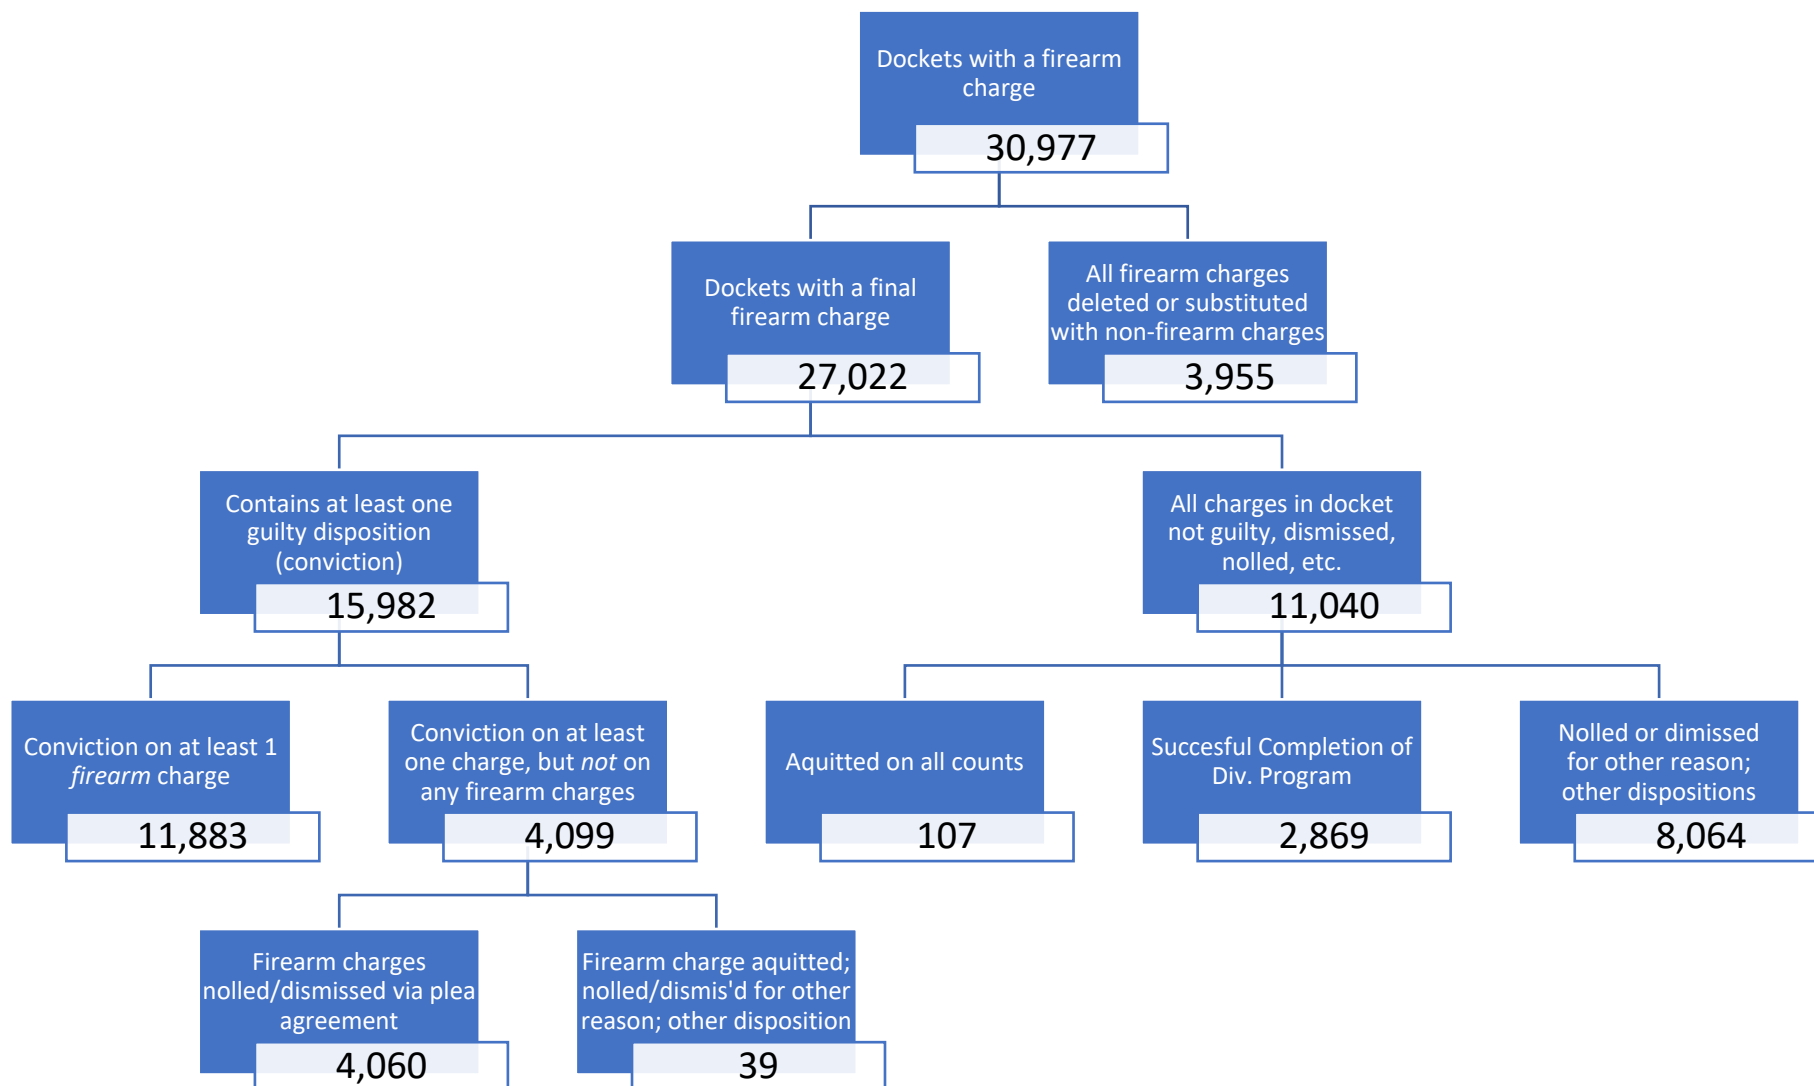 Dockets with a firearm
charge
30,977
Dockets with a final
firearm charge
27,022
All firearm charges
deleted or substituted
with non-firearm charges
3,955
Contains at least one
guilty disposition
(conviction)
15,982
All charges in docket
not guilty, dismissed,
nolled, etc.
11,040
Conviction on at least 1
firearm charge
11,883
Conviction on at least
one charge, but not on
any firearm charges
4,099
Aquitted on all counts
107
Succesful Completion of
Div. Program
2,869
Nolled or dimissed
for other reason;
other dispositions
8,064
Firearm charges
nolled/dismissed via plea
agreement
4,060
Firearm charge aquitted;
nolled/dismis'd for other
reason; other disposition
39